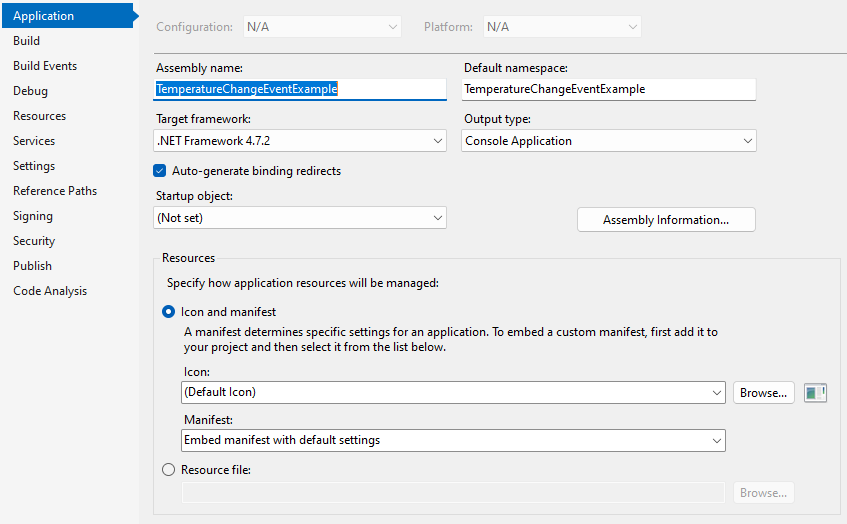 Application
Build
Build Events
Debug
Resources
Services
Settings
Reference Paths
Signing
Security
Publish
Code Analysis
Configuration: N/A Platform: N/A
Assembly name: Default namespace:
TemperatureChangeEventExample TemperatureChangeEventExample
Target framework: Output type:
.NET Framework 4.7.2 Console Application
Auto-generate binding redirects
Startup object:
(Not set) Assembly Information...
Resources
Specify how application resources will be managed:
Icon and manifest
A manifest determines specific settings for an application. To embed a custom manifest, first add it to
your project and then select it from the list below.
Icon:
(Default Icon) Browse...
Manifest:
Embed manifest with default settings
Resource file:
Browse...